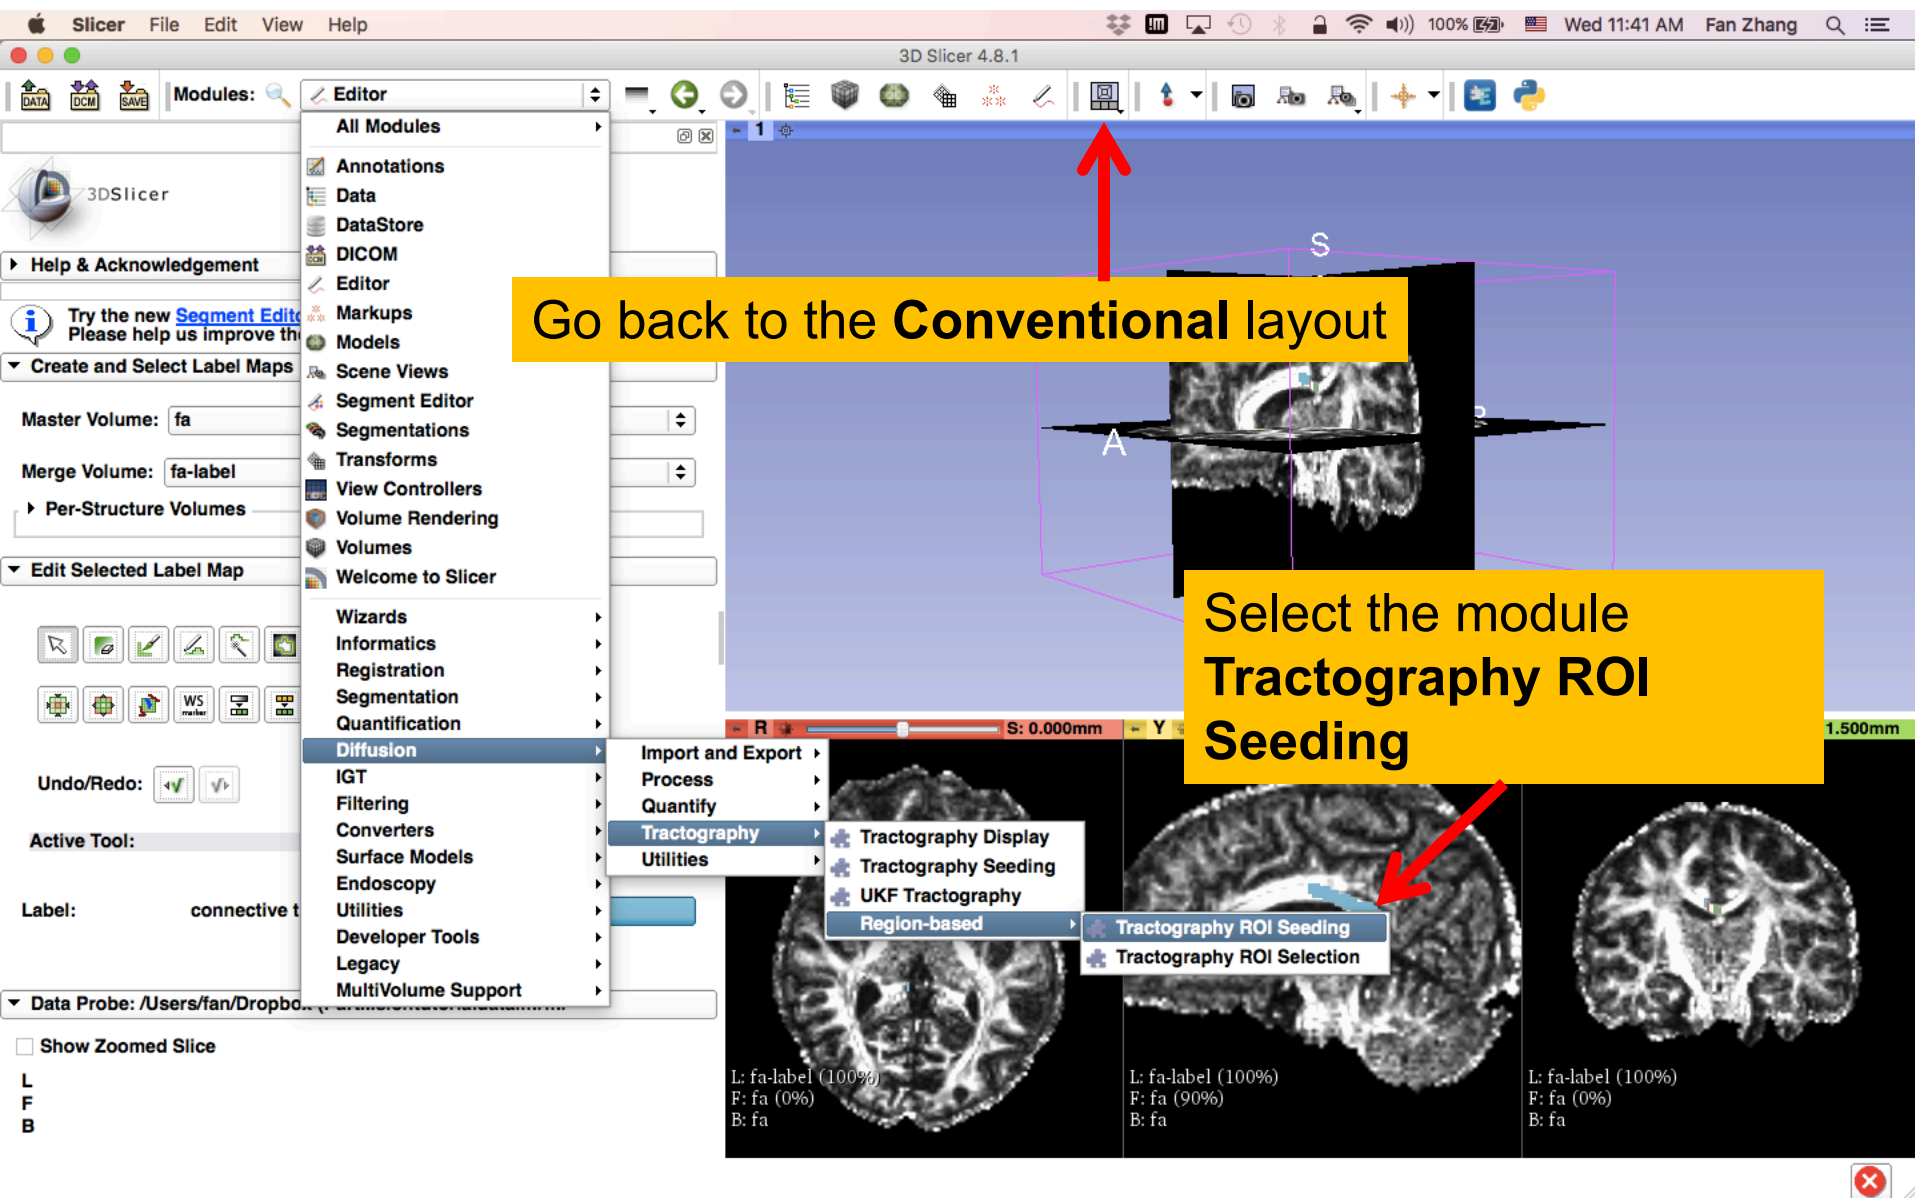 Slicer File Edit View Help 100% Wed 11:41 AM Fan Zhang
3D Slicer 4.8.1
DATA DCM SAVE Modules: Editor
1
3DSlicer
Help & Acknowledgement
Try the new Segment Edit
Please help us improve th
Create and Select Label Maps
Master Volume: fa
Merge Volume: fa-label
Per-Structure Volumes
Edit Selected Label Map
WS
Undo/Redo:
Active Tool:
Label: connective t
Data Probe: /Users/fan/Dropbo
Show Zoomed Slice
L
F
B
All Modules
Annotations
Data
DataStore
DICOM
Editor
Markups
Models
Scene Views
Segment Editor
Segmentations
Transforms
View Controllers
Volume Rendering
Volumes
Welcome to Slicer
Wizards
Informatics
Registration
Segmentation
Quantification
Diffusion
IGT
Filtering
Converters
Surface Models
Endoscopy
Utilities
Developer Tools
Legacy
MultiVolume Support
Import and Export
Process
Quantify
Tractography
Utilities
Tractography Display
Tractography Seeding
UKF Tractography
Region-based
Tractography ROI Seeding
Tractography ROI Selection
Go back to the Conventional layout
S
A
Select the module
Tractography ROI
Seeding
R S: 0.000mm
Y
1.500mm
L: fa-label (100%)
F: fa (0%)
B: fa
L: fa-label (100%)
F: fa (90%)
B: fa
L: fa-label (100%)
F: fa (0%)
B: fa